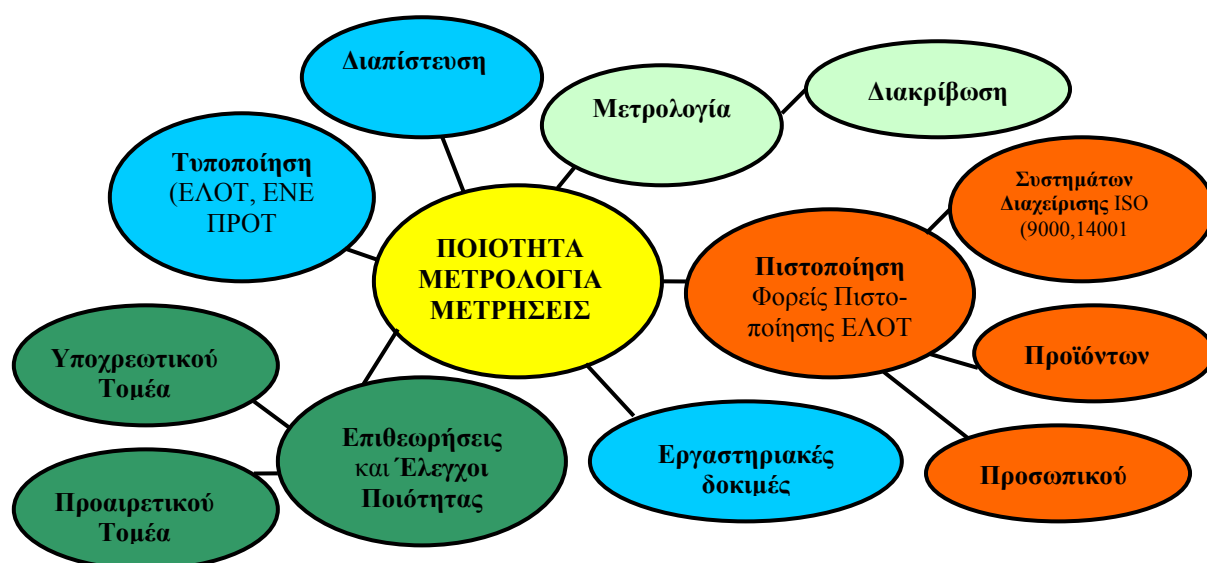 Διαπίστευση
Μετρολογία
Διακρίβωση
Τυποποίηση
(ΕΛΟΤ, ΕΝΕ
ΠΡΟΤ
Συστημάτων
Διαχείρισης ISO
(9000,14001
ΠΟΙΟΤΗΤΑ
ΜΕΤΡΟΛΟΓΙΑ
ΜΕΤΡΗΣΕΙΣ
Πιστοποίηση
Φορείς Πιστο-
ποίησης ΕΛΟΤ
Υποχρεωτικού
Τομέα
Προϊόντων
Επιθεωρήσεις
και Έλεγχοι
Ποιότητας
Εργαστηριακές
δοκιμές
Προσωπικού
Προαιρετικού
Τομέα